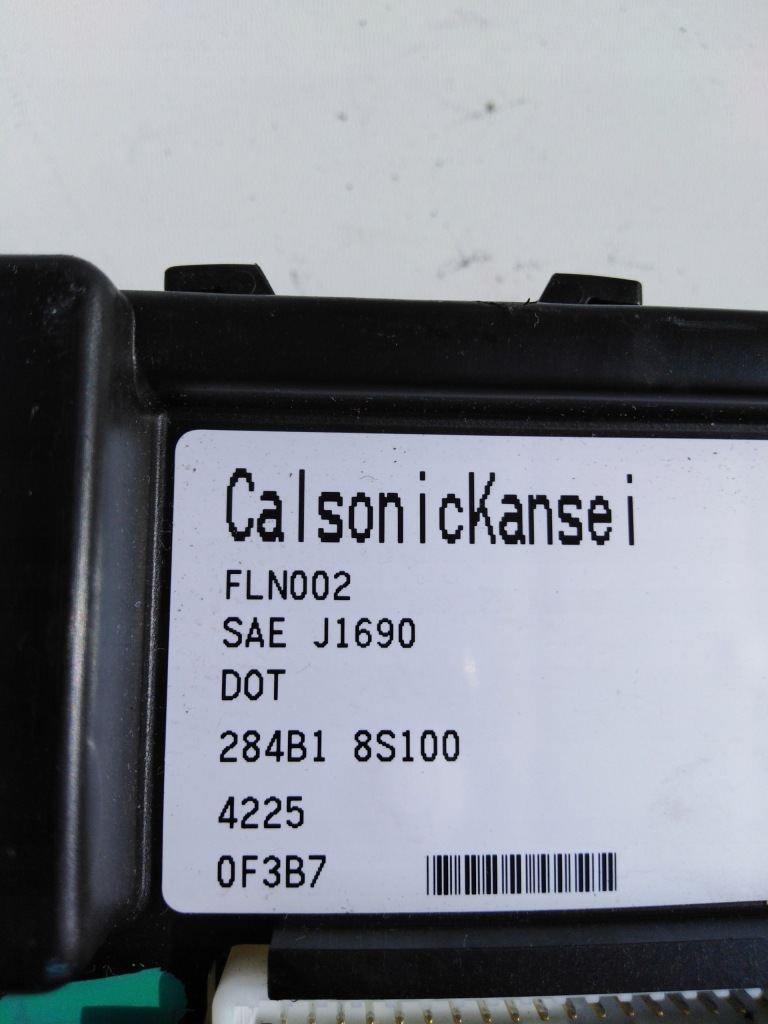 CalsonicKansei
FLN002
SAE J1690
DOT
284B1 8S100
4225
0F3B7